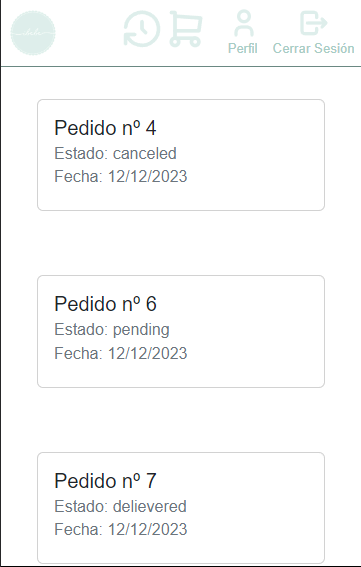 Perfil
Cerrar Sesión
Pedido nº 4
Estado: canceled
Fecha: 12/12/2023
Pedido nº 6
Estado: pending
Fecha: 12/12/2023
Pedido nº 7
Estado: delievered
Fecha: 12/12/2023